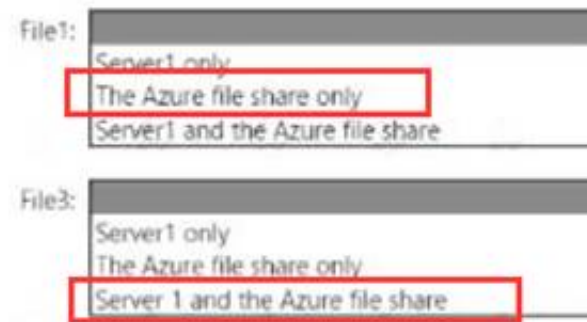 File1:
Server1 only
The Azure file share only
Server1 and the Azure file share
File3:
Server1 only
The Azure file share only
Server 1 and the Azure file share